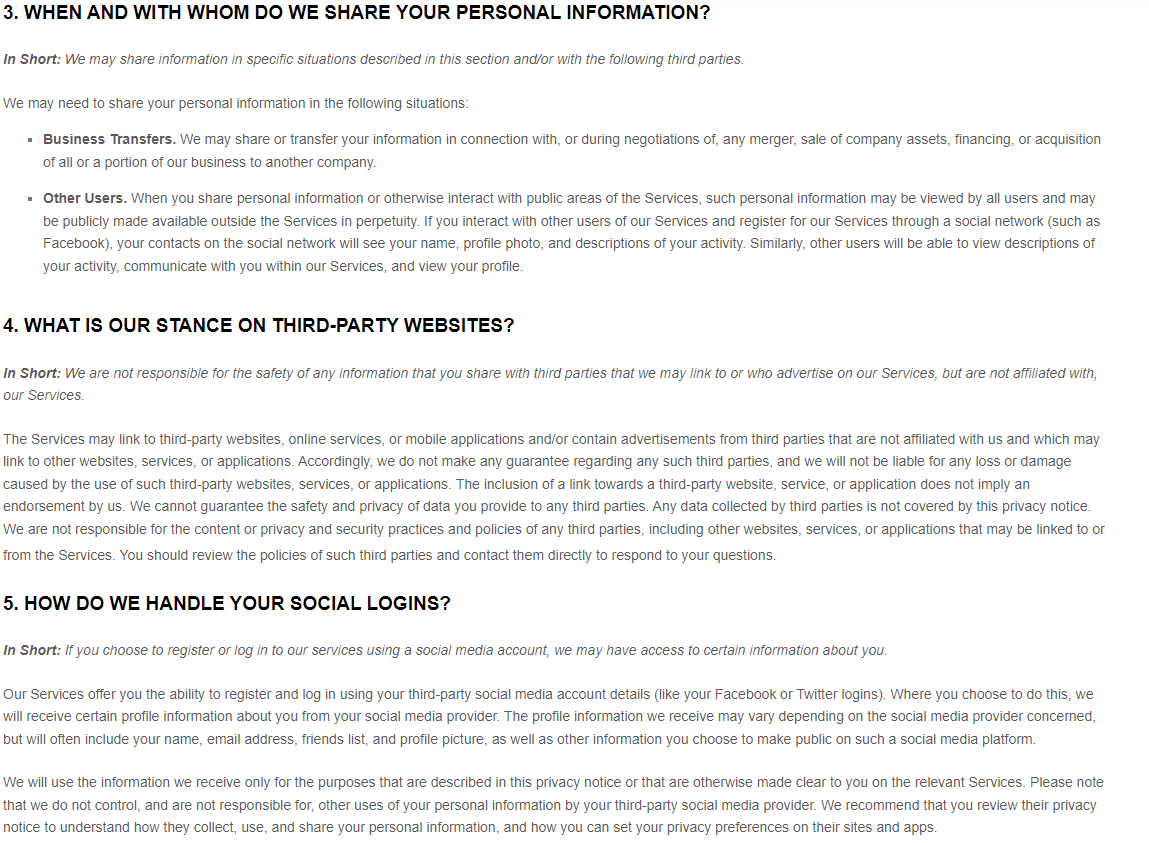 3. WHEN AND WITH WHOM DO WE SHARE YOUR PERSONAL INFORMATION?
In Short: We may share information in specific situations described in this section and/or with the following third parties.
We may need to share your personal information in the following situations:
▪ Business Transfers. We may share or transfer your information in connection with, or during negotiations of, any merger, sale of company assets, financing, or acquisition
of all or a portion of our business to another company.
▪ Other Users. When you share personal information or otherwise interact with public areas of the Services, such personal information may be viewed by all users and may
be publicly made available outside the Services in perpetuity. If you interact with other users of our Services and register for our Services through a social network (such as
Facebook), your contacts on the social network will see your name, profile photo, and descriptions of your activity. Similarly, other users will be able to view descriptions of
your activity, communicate with you within our Services, and view your profile.
4. WHAT IS OUR STANCE ON THIRD-PARTY WEBSITES?
In Short: We are not responsible for the safety of any information that you share with third parties that we may link to or who advertise on our Services, but are not affiliated with,
our Services.
The Services may link to third-party websites, online services, or mobile applications and/or contain advertisements from third parties that are not affiliated with us and which may
link to other websites, services, or applications. Accordingly, we do not make any guarantee regarding any such third parties, and we will not be liable for any loss or damage
caused by the use of such third-party websites, services, or applications. The inclusion of a link towards a third-party website, service, or application does not imply an
endorsement by us. We cannot guarantee the safety and privacy of data you provide to any third parties. Any data collected by third parties is not covered by this privacy notice.
We are not responsible for the content or privacy and security practices and policies of any third parties, including other websites, services, or applications that may be linked to or
from the Services. You should review the policies of such third parties and contact them directly to respond to your questions.
5. HOW DO WE HANDLE YOUR SOCIAL LOGINS?
In Short: If you choose to register or log in to our services using a social media account, we may have access to certain information about you.
Our Services offer you the ability to register and log in using your third-party social media account details (like your Facebook or Twitter logins). Where you choose to do this, we
will receive certain profile information about you from your social media provider. The profile information we receive may vary depending on the social media provider concerned,
but will often include your name, email address, friends list, and profile picture, as well as other information you choose to make public on such a social media platform.
We will use the information we receive only for the purposes that are described in this privacy notice or that are otherwise made clear to you on the relevant Services. Please note
that we do not control, and are not responsible for, other uses of your personal information by your third-party social media provider. We recommend that you review their privacy
notice to understand how they collect, use, and share your personal information, and how you can set your privacy preferences on their sites and apps.